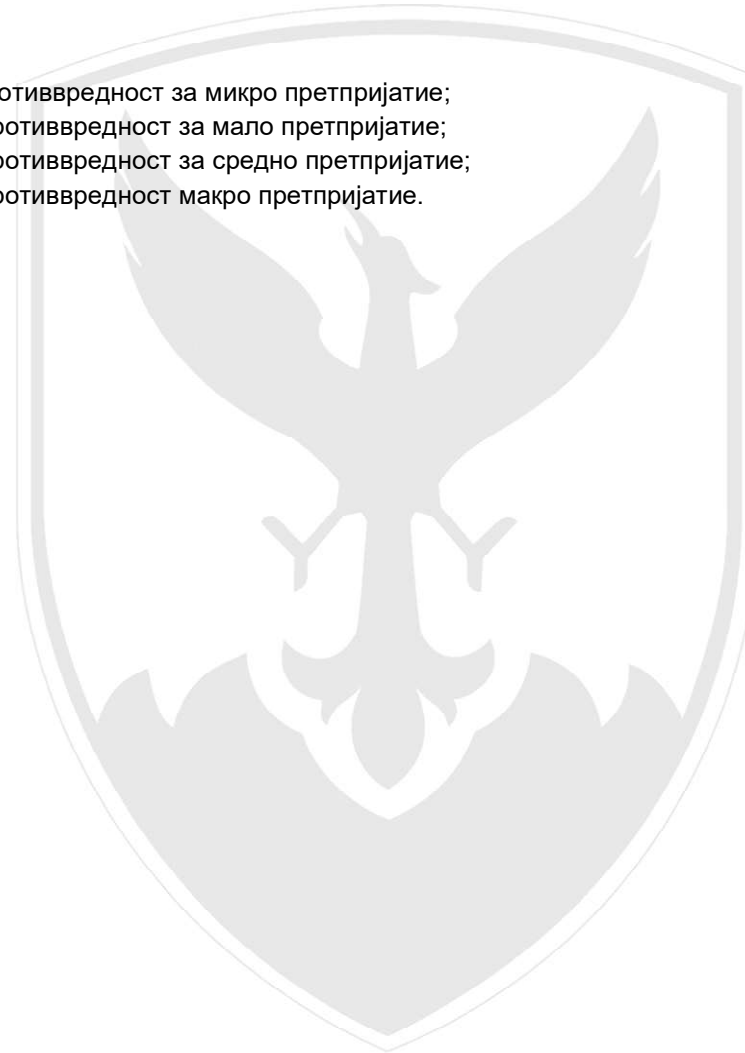 отиввредност за микро претпријатие;
ротиввредност за мало претпријатие;
ротиввредност за средно претпријатие;
ротиввредност макро претпријатие.